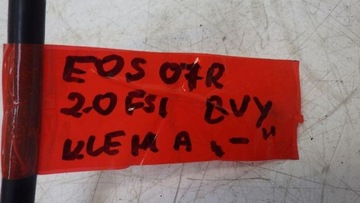 EOS 07R
2.0 FSI BVY
KLEMA „-"